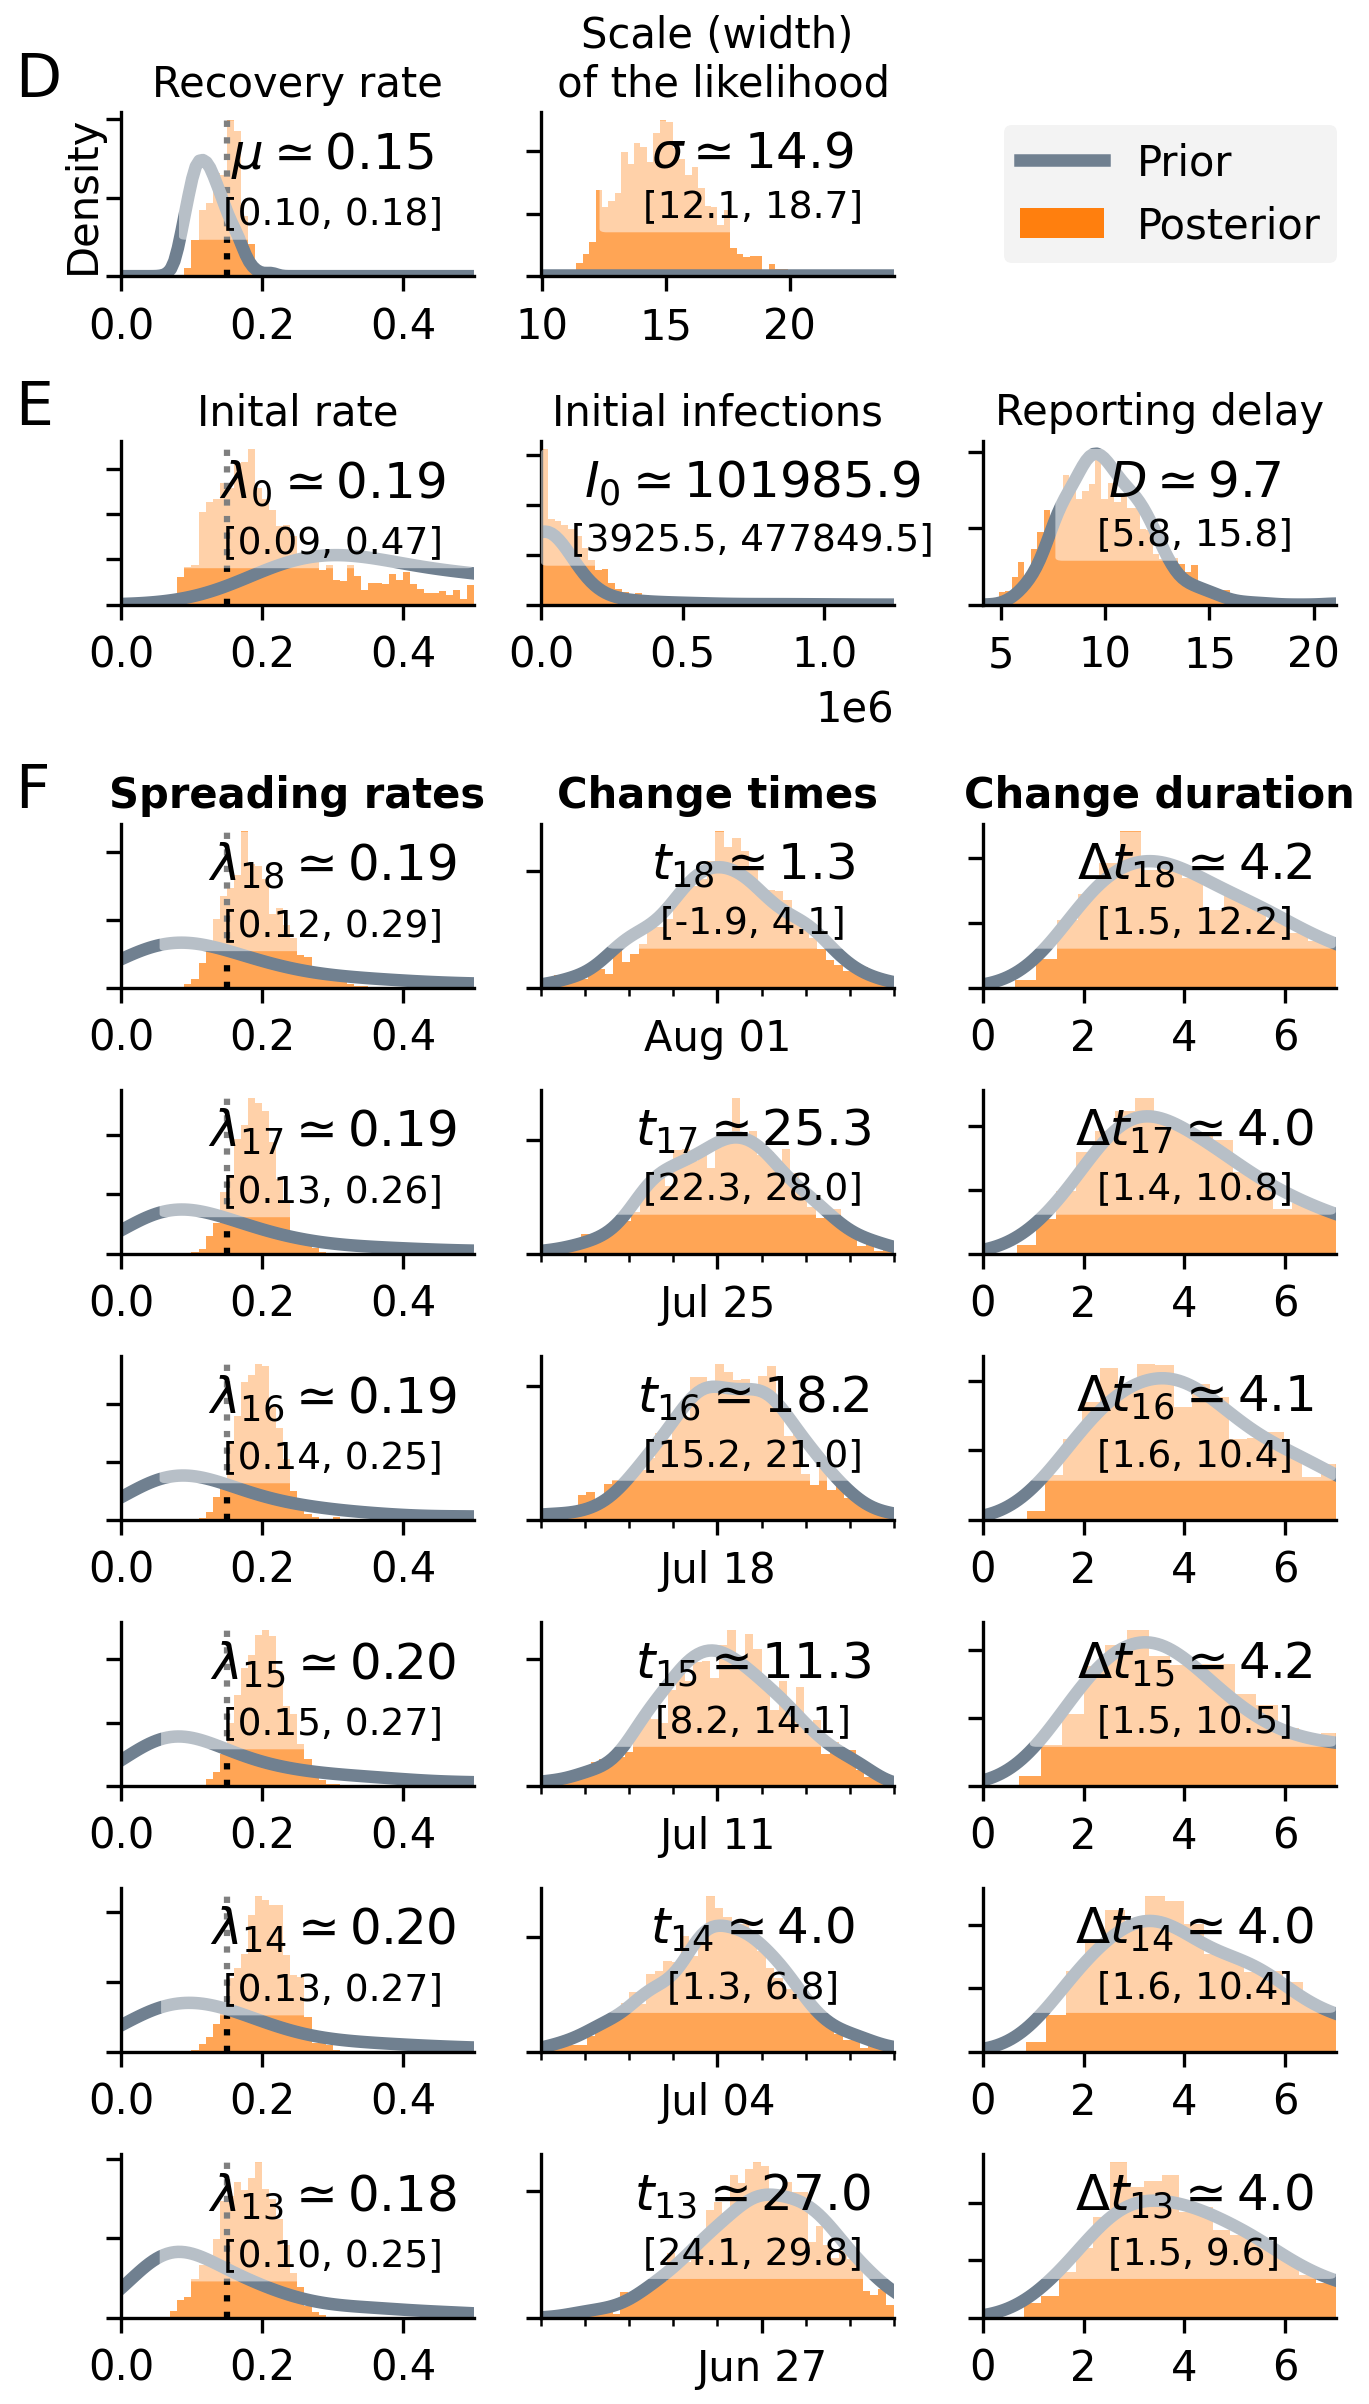 D
Recovery rate
Scale (width)
of the likelihood
Density
μ ≃ 0.15
[0.10, 0.18]
0.0 0.2 0.4
σ ≃ 14.9
[12.1, 18.7]
10 15 20
Prior
Posterior
E
Inital rate
Initial infections
Reporting delay
λ₀ ≃ 0.19
[0.09, 0.47]
0.0 0.2 0.4
I₀ ≃ 101985.9
[3925.5, 477849.5]
0.0 0.5 1.0
1e6
D ≃ 9.7
[5.8, 15.8]
5 10 15 20
F
Spreading rates
Change times
Change duration
λ₁₈ ≃ 0.19
[0.12, 0.29]
0.0 0.2 0.4
t₁₈ ≃ 1.3
[-1.9, 4.1]
Aug 01
Δt₁₈ ≃ 4.2
[1.5, 12.2]
0 2 4 6
λ₁₇ ≃ 0.19
[0.13, 0.26]
0.0 0.2 0.4
t₁₇ ≃ 25.3
[22.3, 28.0]
Jul 25
Δt₁₇ ≃ 4.0
[1.4, 10.8]
0 2 4 6
λ₁₆ ≃ 0.19
[0.14, 0.25]
0.0 0.2 0.4
t₁₆ ≃ 18.2
[15.2, 21.0]
Jul 18
Δt₁₆ ≃ 4.1
[1.6, 10.4]
0 2 4 6
λ₁₅ ≃ 0.20
[0.15, 0.27]
0.0 0.2 0.4
t₁₅ ≃ 11.3
[8.2, 14.1]
Jul 11
Δt₁₅ ≃ 4.2
[1.5, 10.5]
0 2 4 6
λ₁₄ ≃ 0.20
[0.13, 0.27]
0.0 0.2 0.4
t₁₄ ≃ 4.0
[1.3, 6.8]
Jul 04
Δt₁₄ ≃ 4.0
[1.6, 10.4]
0 2 4 6
λ₁₃ ≃ 0.18
[0.10, 0.25]
0.0 0.2 0.4
t₁₃ ≃ 27.0
[24.1, 29.8]
Jun 27
Δt₁₃ ≃ 4.0
[1.5, 9.6]
0 2 4 6